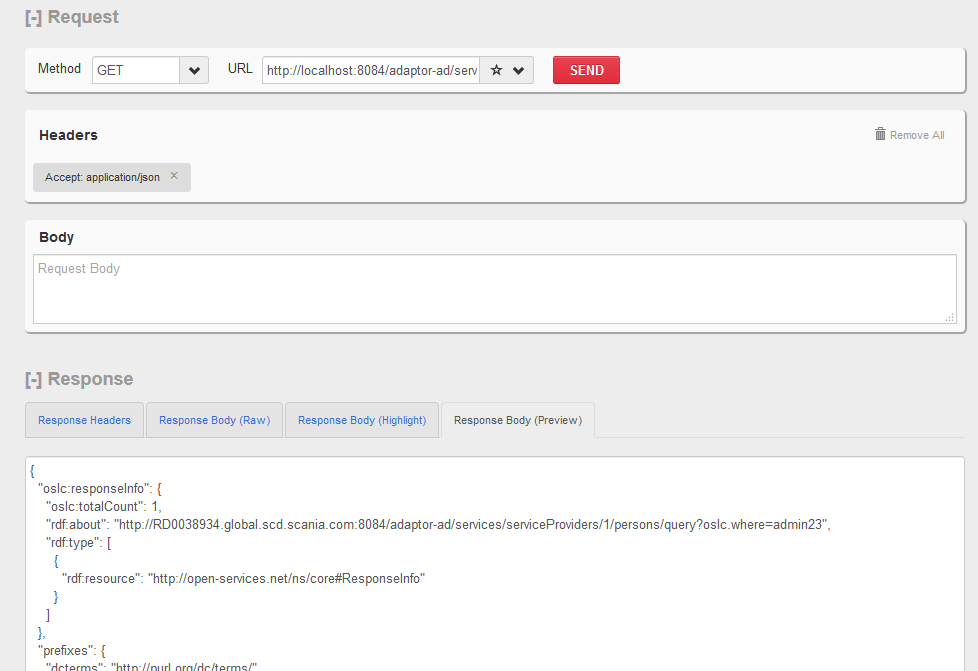 [-] Request
Method GET URL http://localhost:8084/adaptor-ad/serv SEND
Headers Remove All
Accept: application/json ×
Body
Request Body
[-] Response
Response Headers Response Body (Raw) Response Body (Highlight) Response Body (Preview)
{
"oslc:responseInfo": {
"oslc:totalCount": 1,
"rdf:about": "http://RD0038934.global.scd.scania.com:8084/adaptor-ad/services/serviceProviders/1/persons/query?oslc.where=admin23",
"rdf:type": [
{
"rdf:resource": "http://open-services.net/ns/core#ResponseInfo"
}
]
},
"prefixes": {
"dcterms": "http://purl.org/dc/terms/"